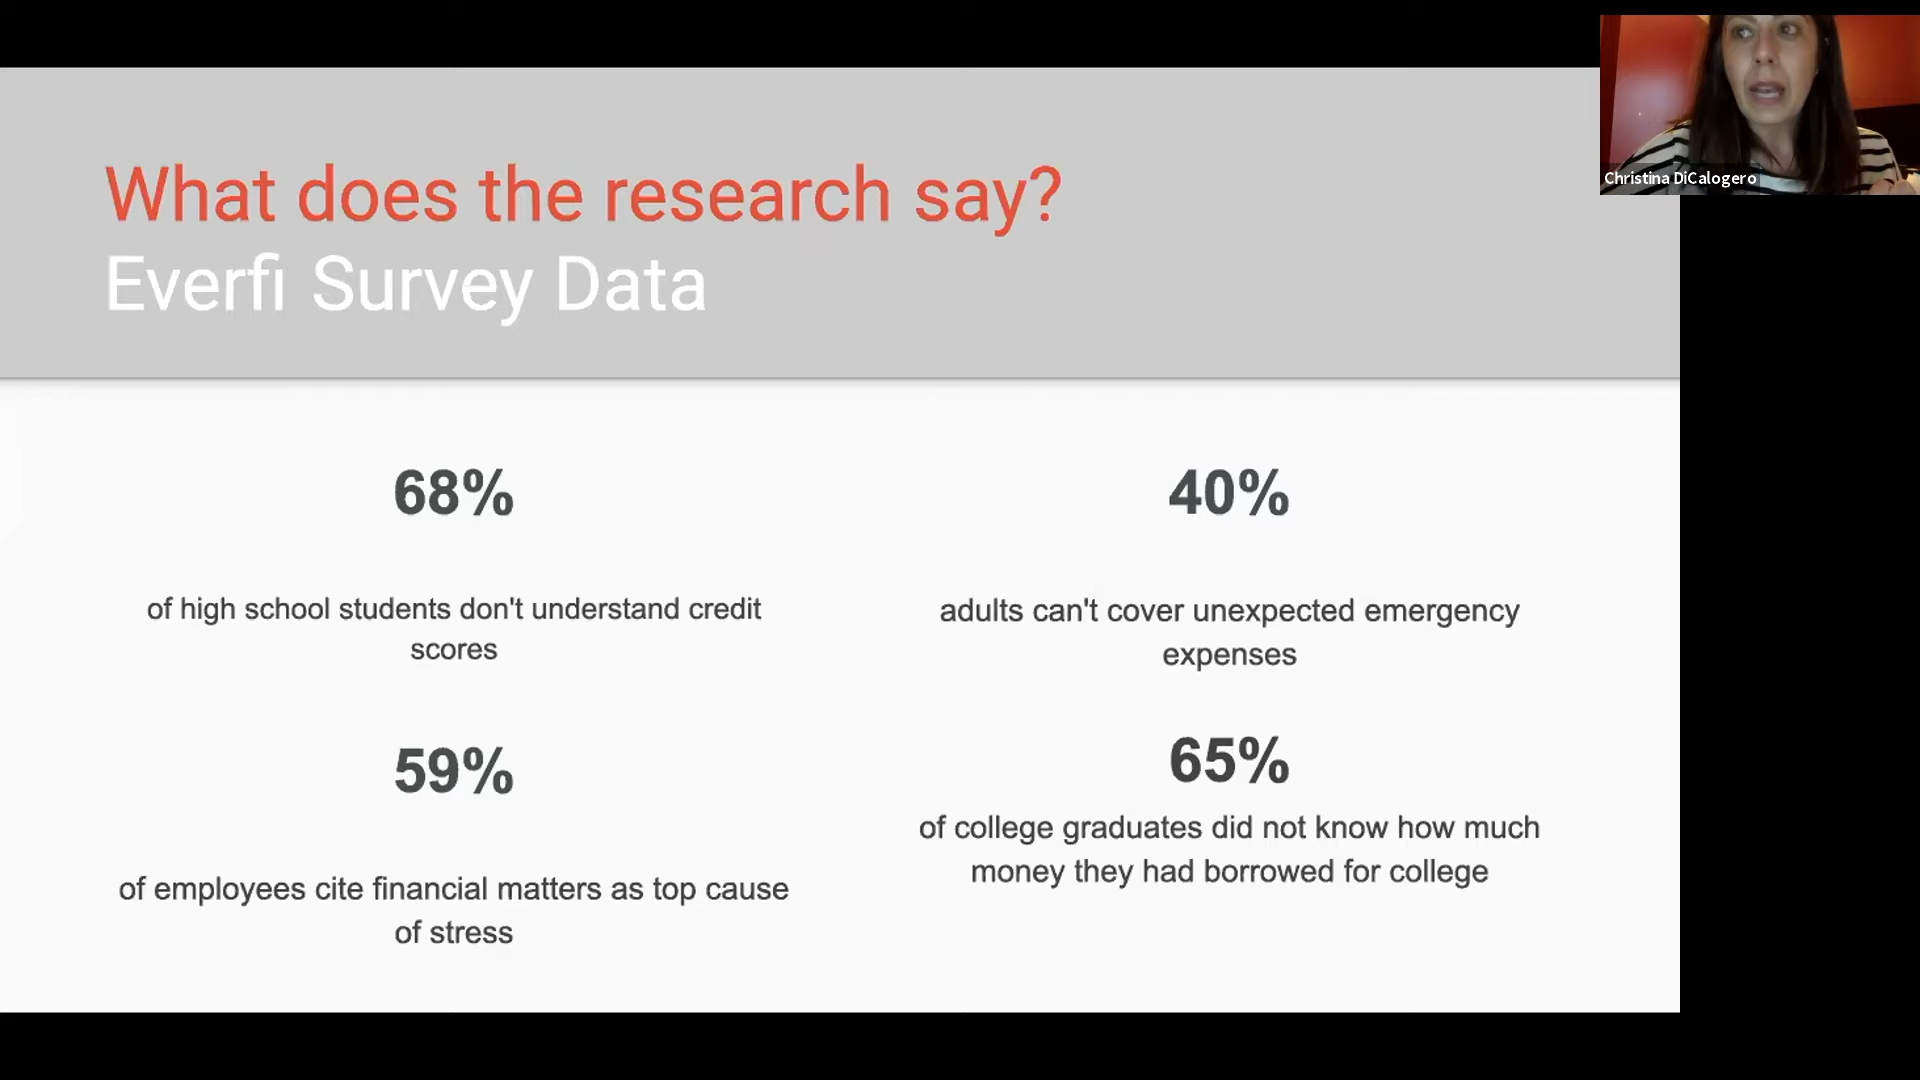 What does the research say?
Everfi Survey Data
Christina DiCalogero
68%
of high school students don't understand credit
scores
40%
adults can't cover unexpected emergency
expenses
59%
of employees cite financial matters as top cause
of stress
65%
of college graduates did not know how much
money they had borrowed for college